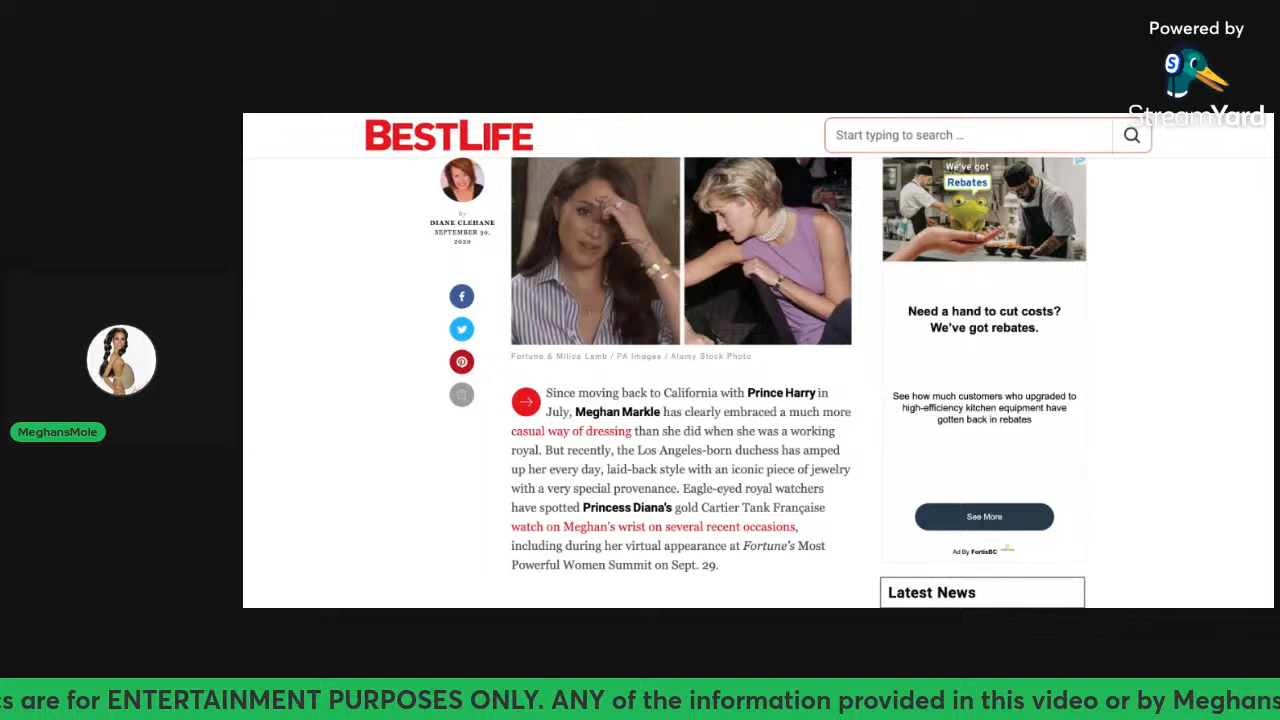 Powered by
StreamYard
BESTLIFE
Start typing to search ...
By
DIANE CLEHANE
SEPTEMBER 30,
2020
We've got
Rebates
Fortune & Milica Lamb / PA Images / Alamy Stock Photo
Since moving back to California with Prince Harry in
July, Meghan Markle has clearly embraced a much more
casual way of dressing than she did when she was a working
royal. But recently, the Los Angeles-born duchess has amped
up her every day, laid-back style with an iconic piece of jewelry
with a very special provenance. Eagle-eyed royal watchers
have spotted Princess Diana's gold Cartier Tank Française
watch on Meghan's wrist on several recent occasions,
including during her virtual appearance at Fortune's Most
Powerful Women Summit on Sept. 29.
Need a hand to cut costs?
We've got rebates.
See how much customers who upgraded to
high-efficiency kitchen equipment have
gotten back in rebates
See More
Ad By FortisBC
Latest News
MeghansMole
cs are for ENTERTAINMENT PURPOSES ONLY. ANY of the information provided in this video or by Meghans